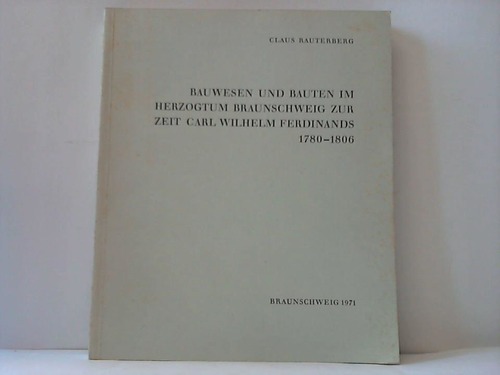 CLAUS RAUTERBERG
BAUWESEN UND BAUTEN IM
HERZOGTUM BRAUNSCHWEIG ZUR
ZEIT CARL WILHELM FERDINANDS
1780–1806
BRAUNSCHWEIG 1971